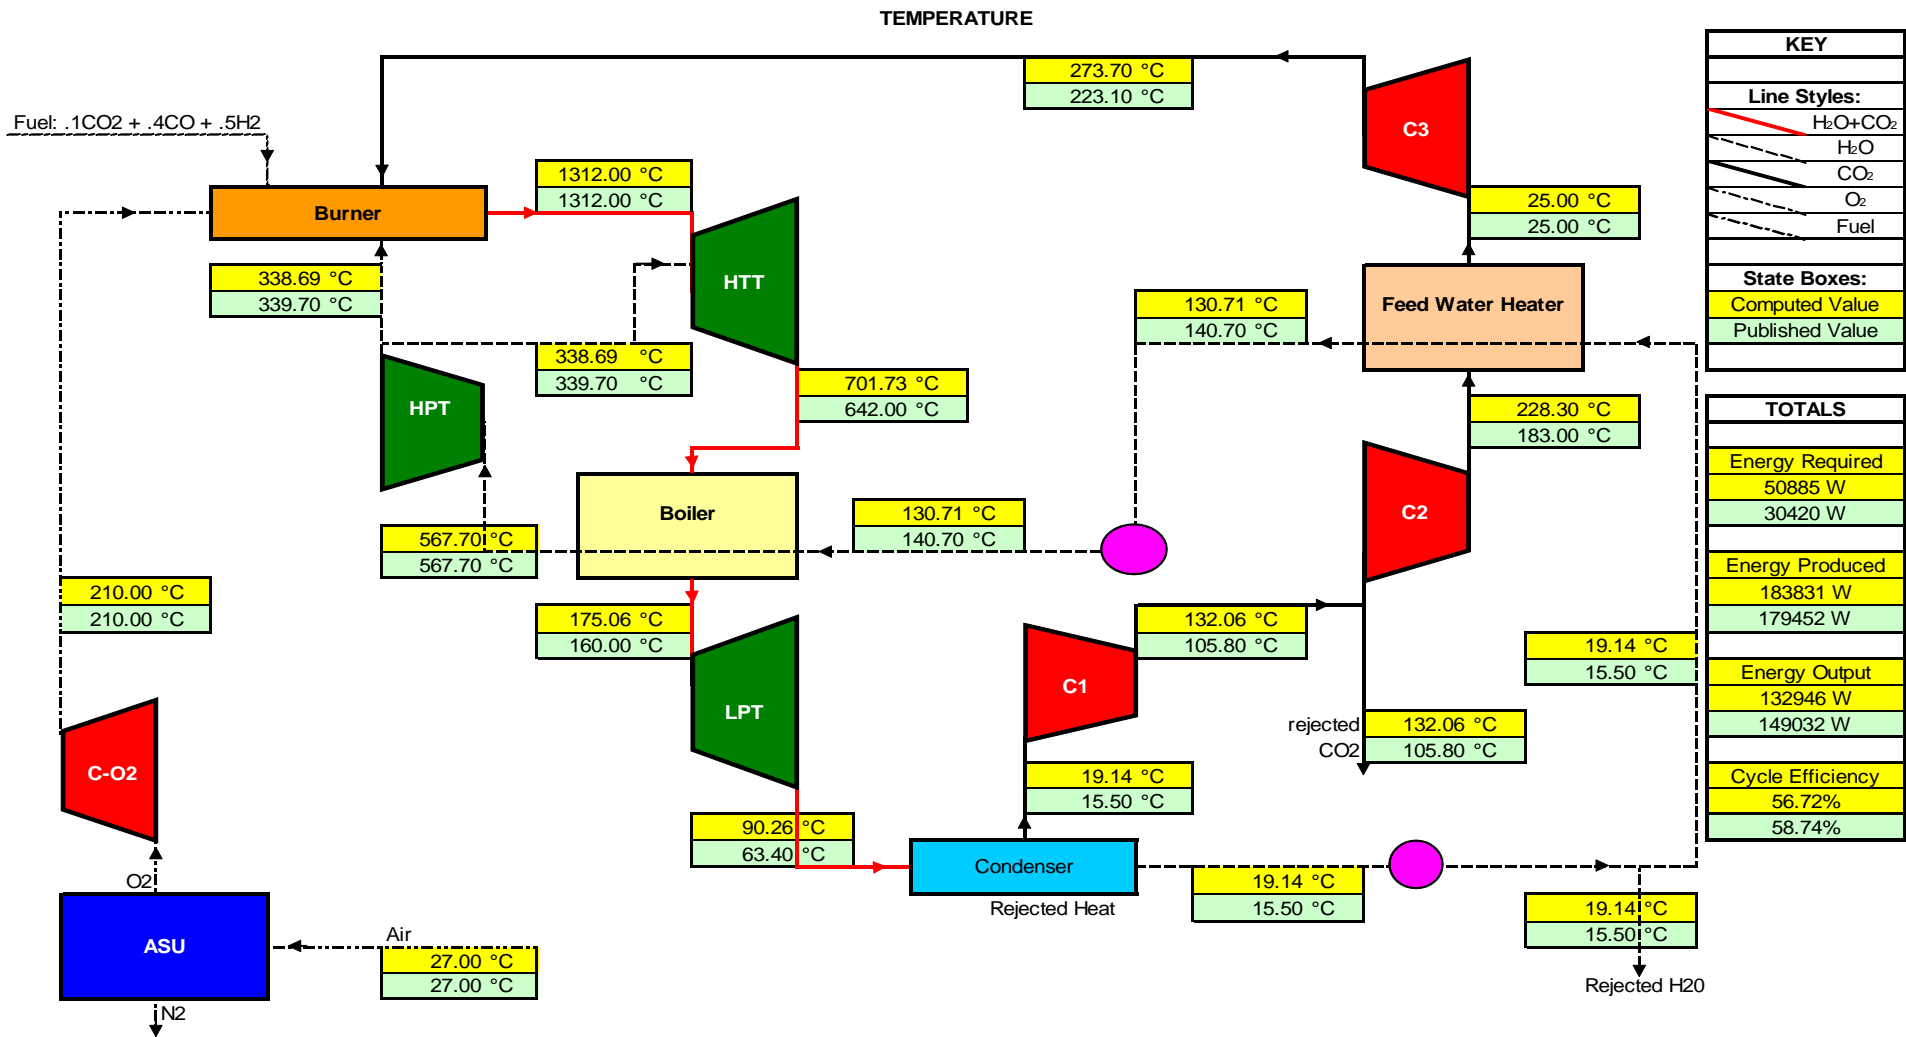 TEMPERATURE
273.70 °C
223.10 °C
Fuel: .1CO2 + .4CO + .5H2
C3
1312.00 °C
1312.00 °C
Burner
25.00 °C
25.00 °C
338.69 °C
339.70 °C
HTT
130.71 °C
140.70 °C
Feed Water Heater
338.69 °C
339.70 °C
HPT
701.73 °C
642.00 °C
228.30 °C
183.00 °C
Boiler
130.71 °C
140.70 °C
C2
567.70 °C
567.70 °C
210.00 °C
210.00 °C
175.06 °C
160.00 °C
132.06 °C
105.80 °C
19.14 °C
15.50 °C
C1
LPT
rejected
CO2
132.06 °C
105.80 °C
C-O2
19.14 °C
15.50 °C
90.26 °C
63.40 °C
Condenser
O2
19.14 °C
15.50 °C
Rejected Heat
19.14 °C
15.50 °C
Air
ASU
27.00 °C
27.00 °C
Rejected H20
N2
KEY
Line Styles:
H2O+CO2
H2O
CO2
O2
Fuel
State Boxes:
Computed Value
Published Value
TOTALS
Energy Required
50885 W
30420 W
Energy Produced
183831 W
179452 W
Energy Output
132946 W
149032 W
Cycle Efficiency
56.72%
58.74%